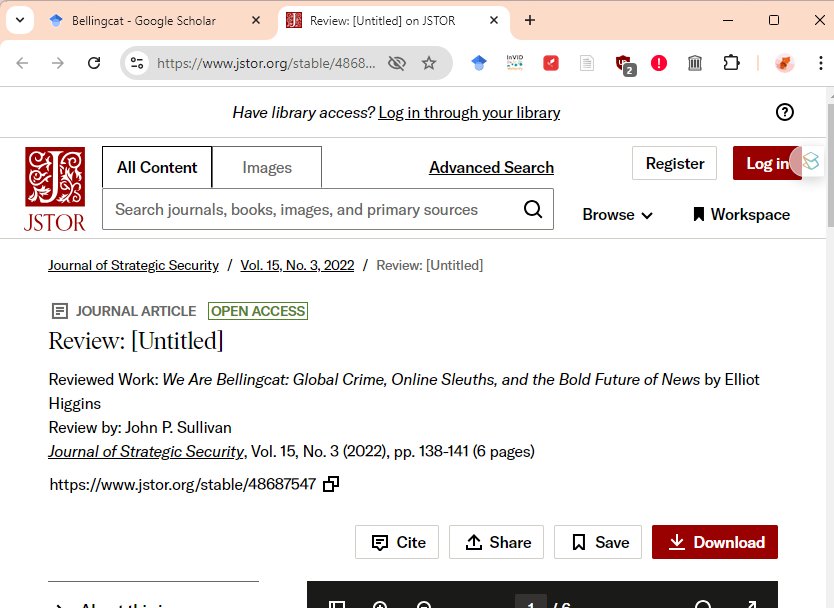 Bellingcat - Google Scholar
Review: [Untitled] on JSTOR
https://www.jstor.org/stable/4868...
2
Have library access? Log in through your library
JSTOR
All Content
Images
Advanced Search
Register
Log in
Search journals, books, images, and primary sources
Browse
Workspace
Journal of Strategic Security / Vol. 15, No. 3, 2022 / Review: [Untitled]
JOURNAL ARTICLE OPEN ACCESS
Review: [Untitled]
Reviewed Work: We Are Bellingcat: Global Crime, Online Sleuths, and the Bold Future of News by Elliot
Higgins
Review by: John P. Sullivan
Journal of Strategic Security, Vol. 15, No. 3 (2022), pp. 138-141 (6 pages)
https://www.jstor.org/stable/48687547
Cite
Share
Save
Download
1 / 6